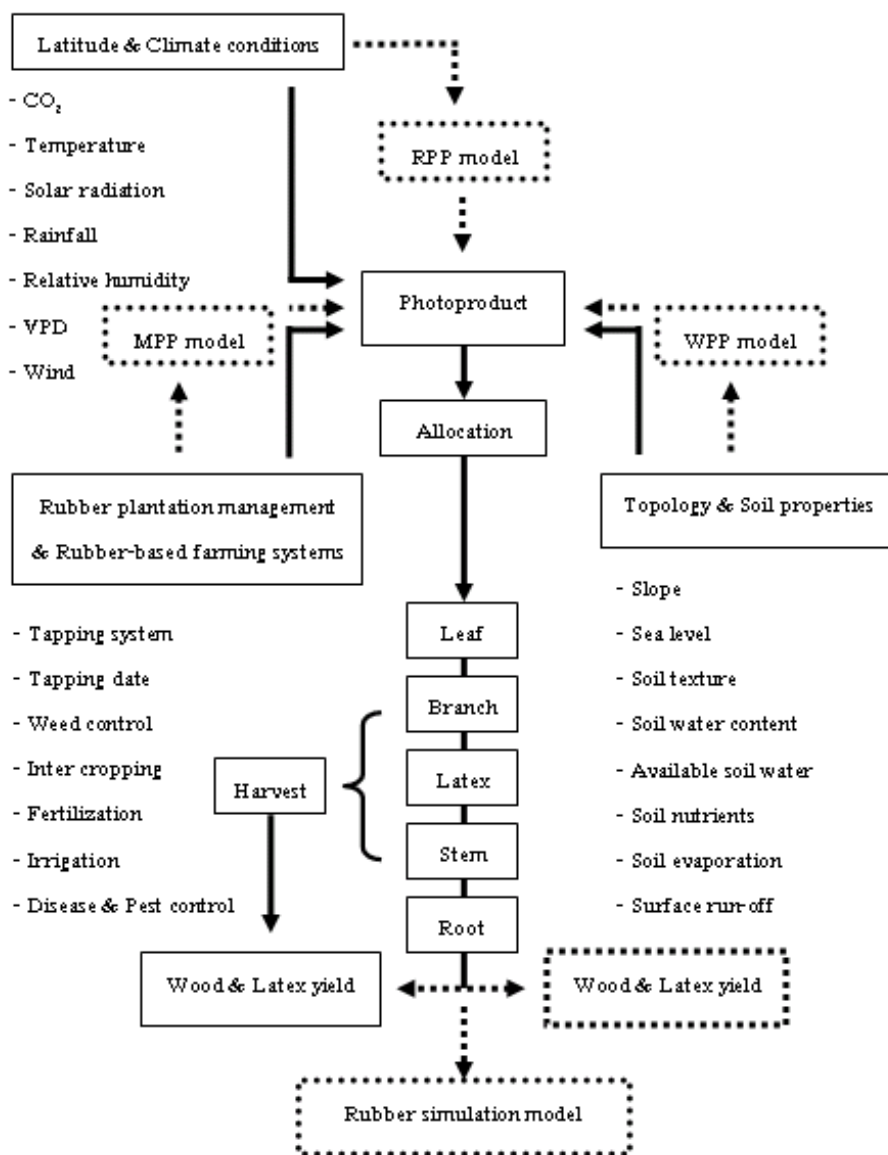 Latitude & Climate conditions
- CO₂
- Temperature
- Solar radiation
- Rainfall
- Relative humidity
- VPD
- Wind
RPP model
Photoproduct
MPP model
WPP model
Allocation
Rubber plantation management
& Rubber-based farming systems
Topology & Soil properties
- Tapping system
- Tapping date
- Weed control
- Inter cropping
- Fertilization
- Irrigation
- Disease & Pest control
Harvest
Leaf
Branch
Latex
Stem
Root
- Slope
- Sea level
- Soil texture
- Soil water content
- Available soil water
- Soil nutrients
- Soil evaporation
- Surface run-off
Wood & Latex yield
Wood & Latex yield
Rubber simulation model